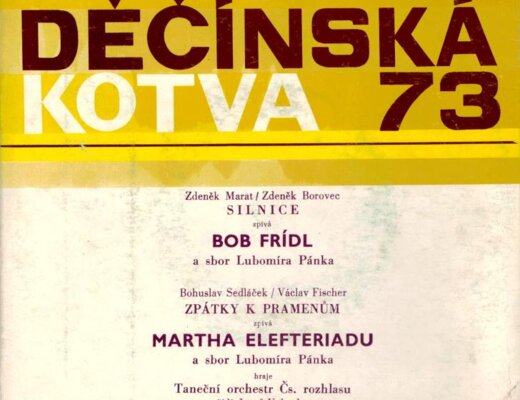 DĚČÍNSKÁ
KOTVA 73
Zdeněk Marat / Zdeněk Borovec
SILNICE
zpívá
BOB FRÍDL
a sbor Lubomíra Pánka
Bohuslav Sedláček / Václav Fischer
ZPÁTKY K PRAMENŮM
zpívá
MARTHA ELEFTERIADU
a sbor Lubomíra Pánka
hraje
Taneční orchestr Čs. rozhlasu